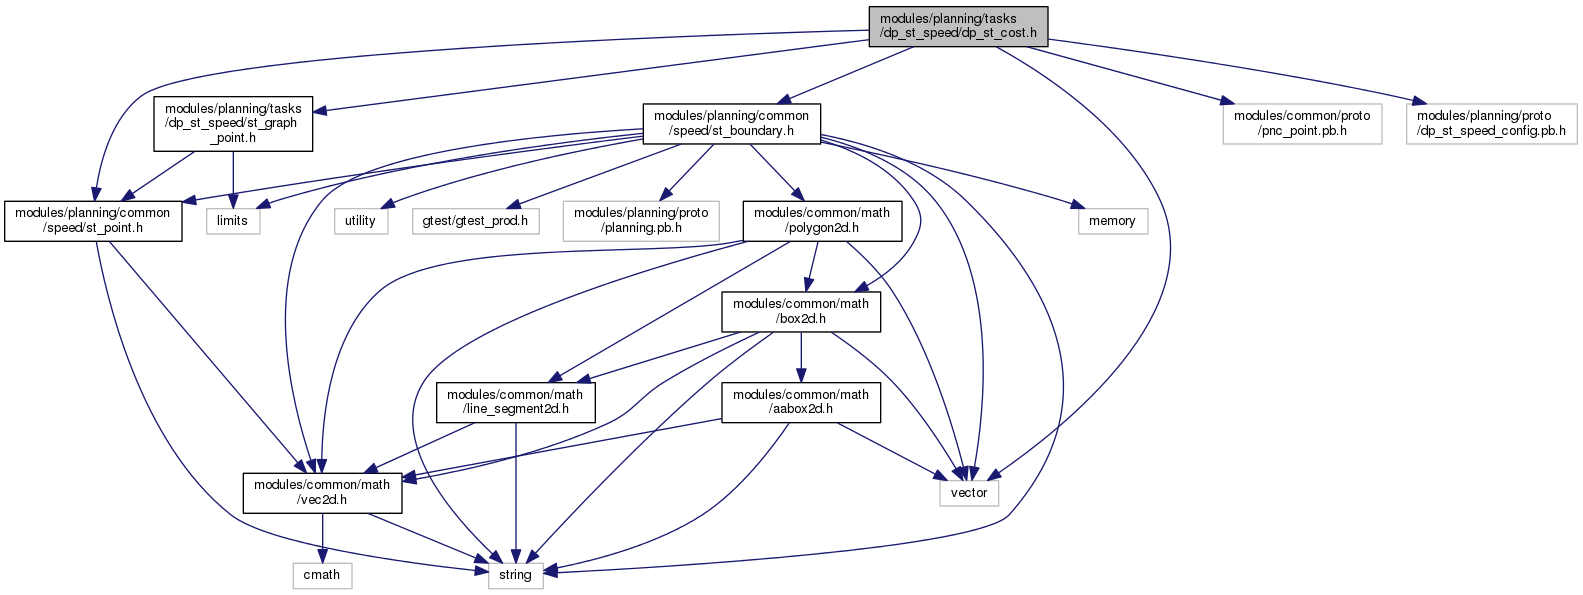 modules/planning/tasks
/dp_st_speed/dp_st_cost.h
modules/planning/tasks
/dp_st_speed/st_graph
_point.h
modules/planning/common
/speed/st_boundary.h
modules/common/proto
/pnc_point.pb.h
modules/planning/proto
/dp_st_speed_config.pb.h
modules/planning/common
/speed/st_point.h
limits
utility
gtest/gtest_prod.h
modules/planning/proto
/planning.pb.h
modules/common/math
/polygon2d.h
memory
modules/common/math
/box2d.h
modules/common/math
/line_segment2d.h
modules/common/math
/aabox2d.h
modules/common/math
/vec2d.h
vector
cmath
string